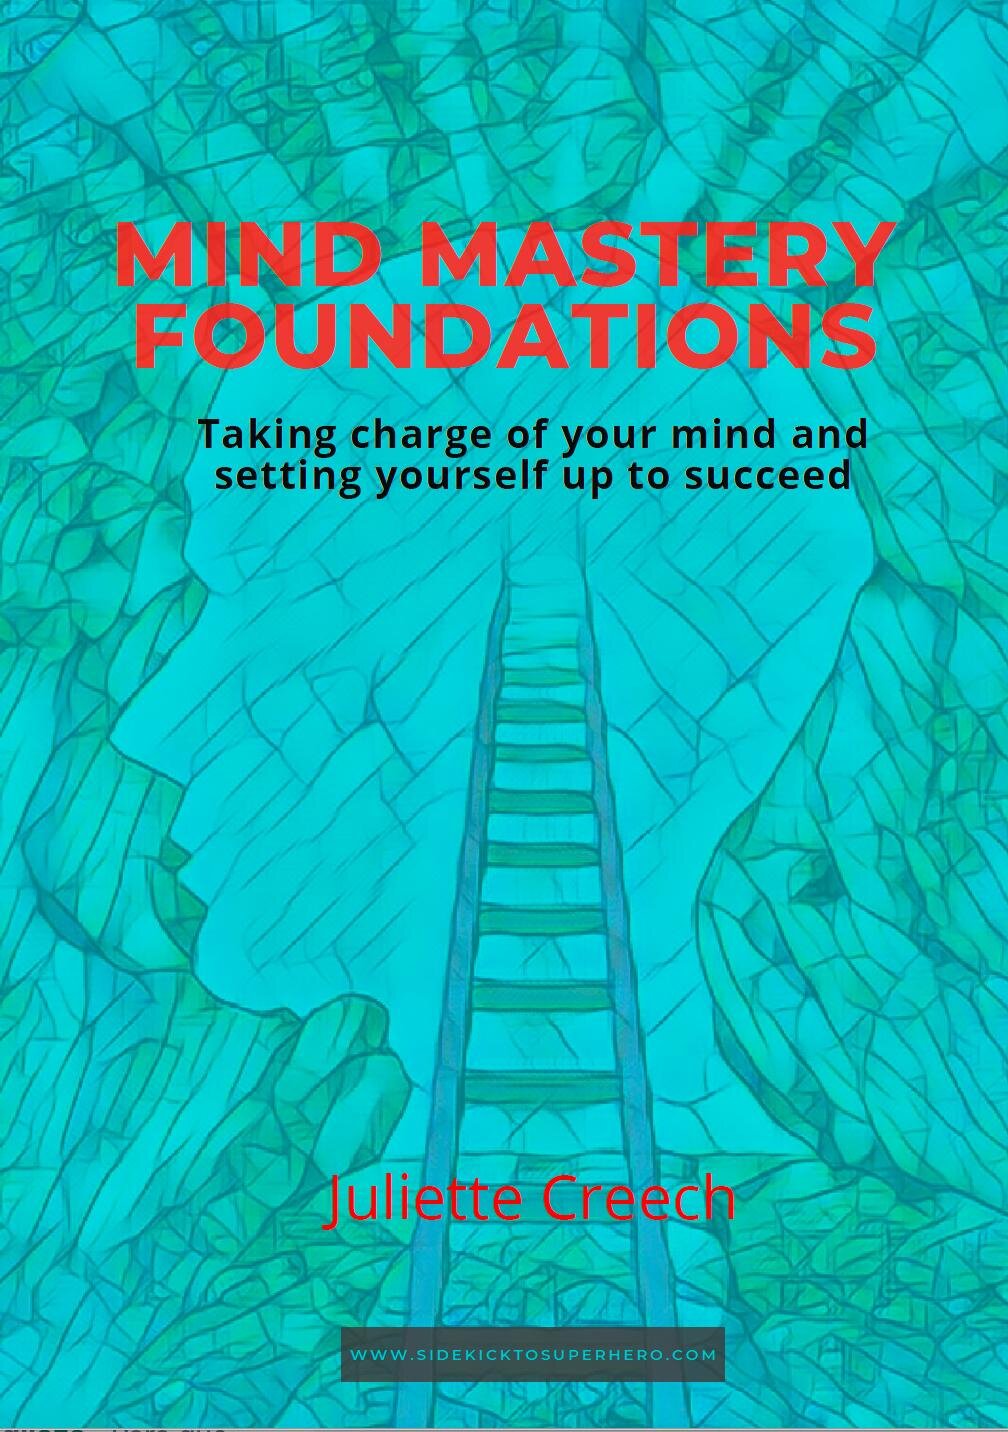 MIND MASTERY
FOUNDATIONS
Taking charge of your mind and
setting yourself up to succeed
Juliette Creech
WWW.SIDEKICKTOSUPERHERO.COM